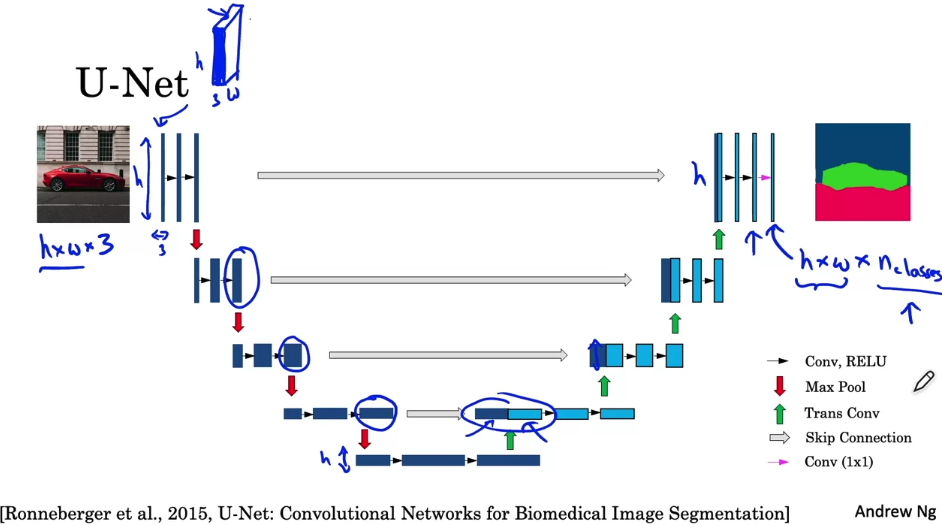 U-Net
h
3 w
h
h
h×w×3
3
h×w × nclasses
h
Conv, RELU
Max Pool
Trans Conv
Skip Connection
Conv (1x1)
[Ronneberger et al., 2015, U-Net: Convolutional Networks for Biomedical Image Segmentation]
Andrew Ng